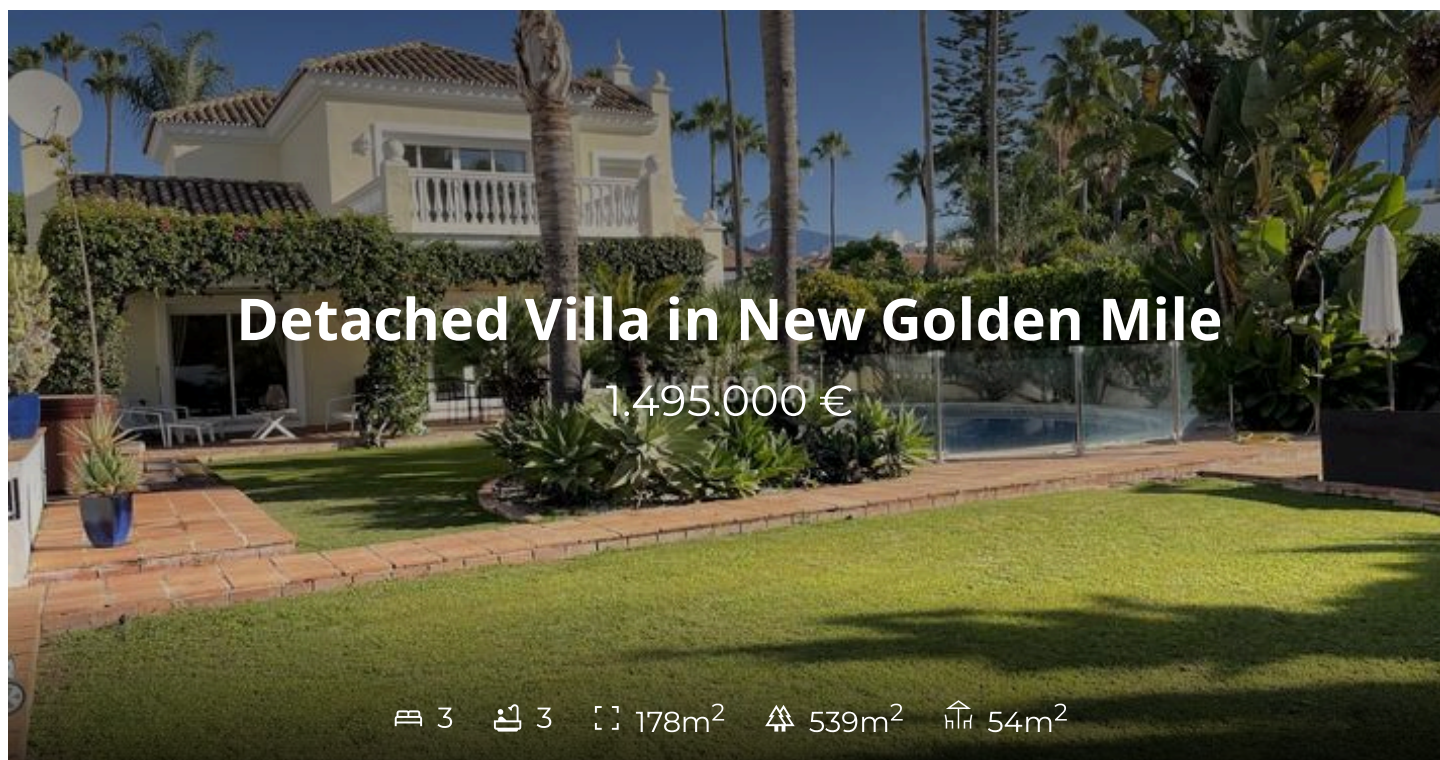 Detached Villa in New Golden Mile
1.495.000 €
3 3 178m² 539m² 54m²